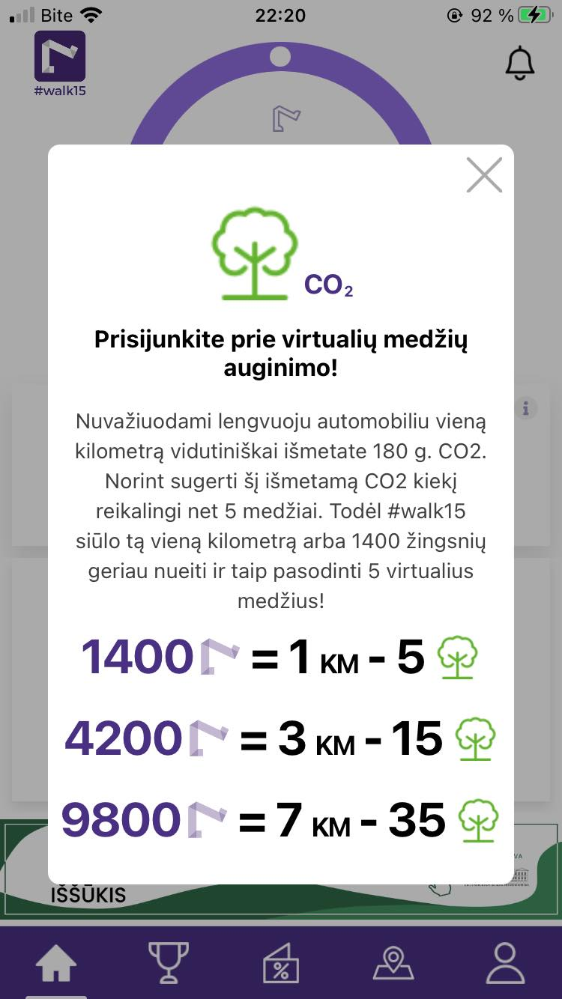 Bite 22:20 92 %
#walk15
CO₂
Prisijunkite prie virtualių medžių
auginimo!
Nuvažiuodami lengvuoju automobiliu vieną
kilometrą vidutiniškai išmetate 180 g. CO2.
Norint sugerti šį išmetamą CO2 kiekį
reikalingi net 5 medžiai. Todėl #walk15
siūlo tą vieną kilometrą arba 1400 žingsnių
geriau nueiti ir taip pasodinti 5 virtualius
medžius!
1400 = 1 KM - 5
4200 = 3 KM - 15
9800 = 7 KM - 35
IŠŠŪKIS